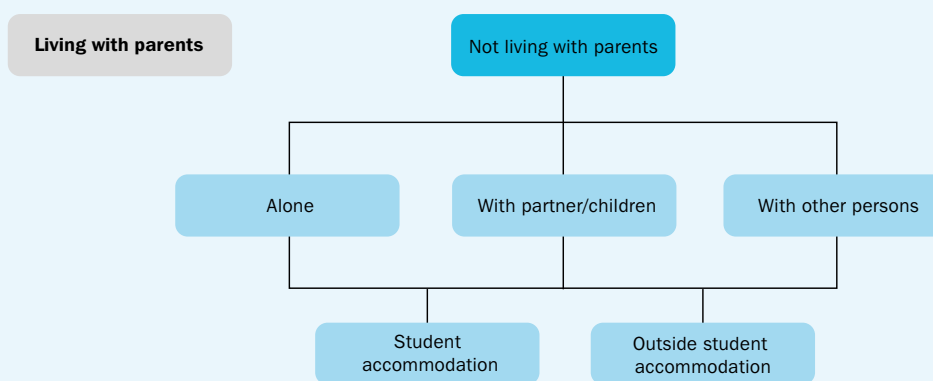 Living with parents
Not living with parents
Alone
With partner/children
With other persons
Student
accommodation
Outside student
accommodation